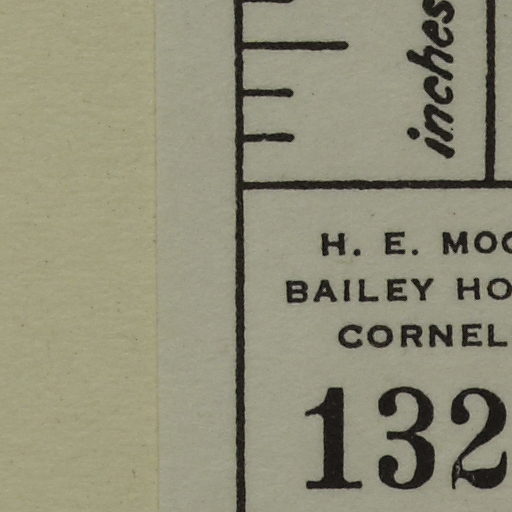 inches
H. E. MOO
BAILEY HO
CORNEL
132